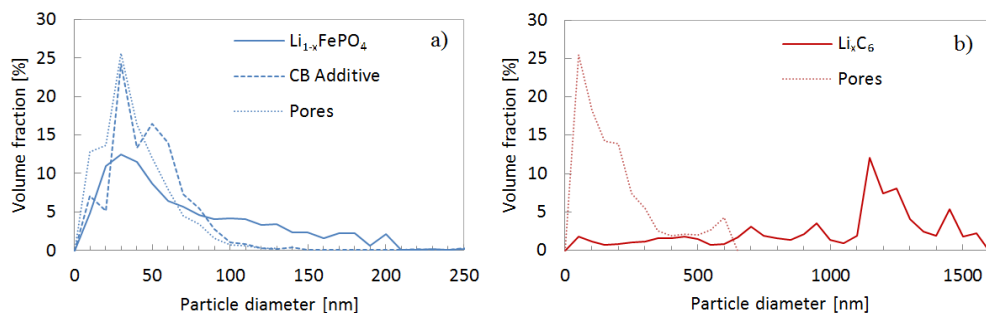 30
25
20
15
10
5
0
Volume fraction [%]
Li₁₋ₓFePO₄
CB Additive
Pores
a)
0 50 100 150 200 250
Particle diameter [nm]
30
25
20
15
10
5
0
Volume fraction [%]
LiₓC₆
Pores
b)
0 500 1000 1500
Particle diameter [nm]